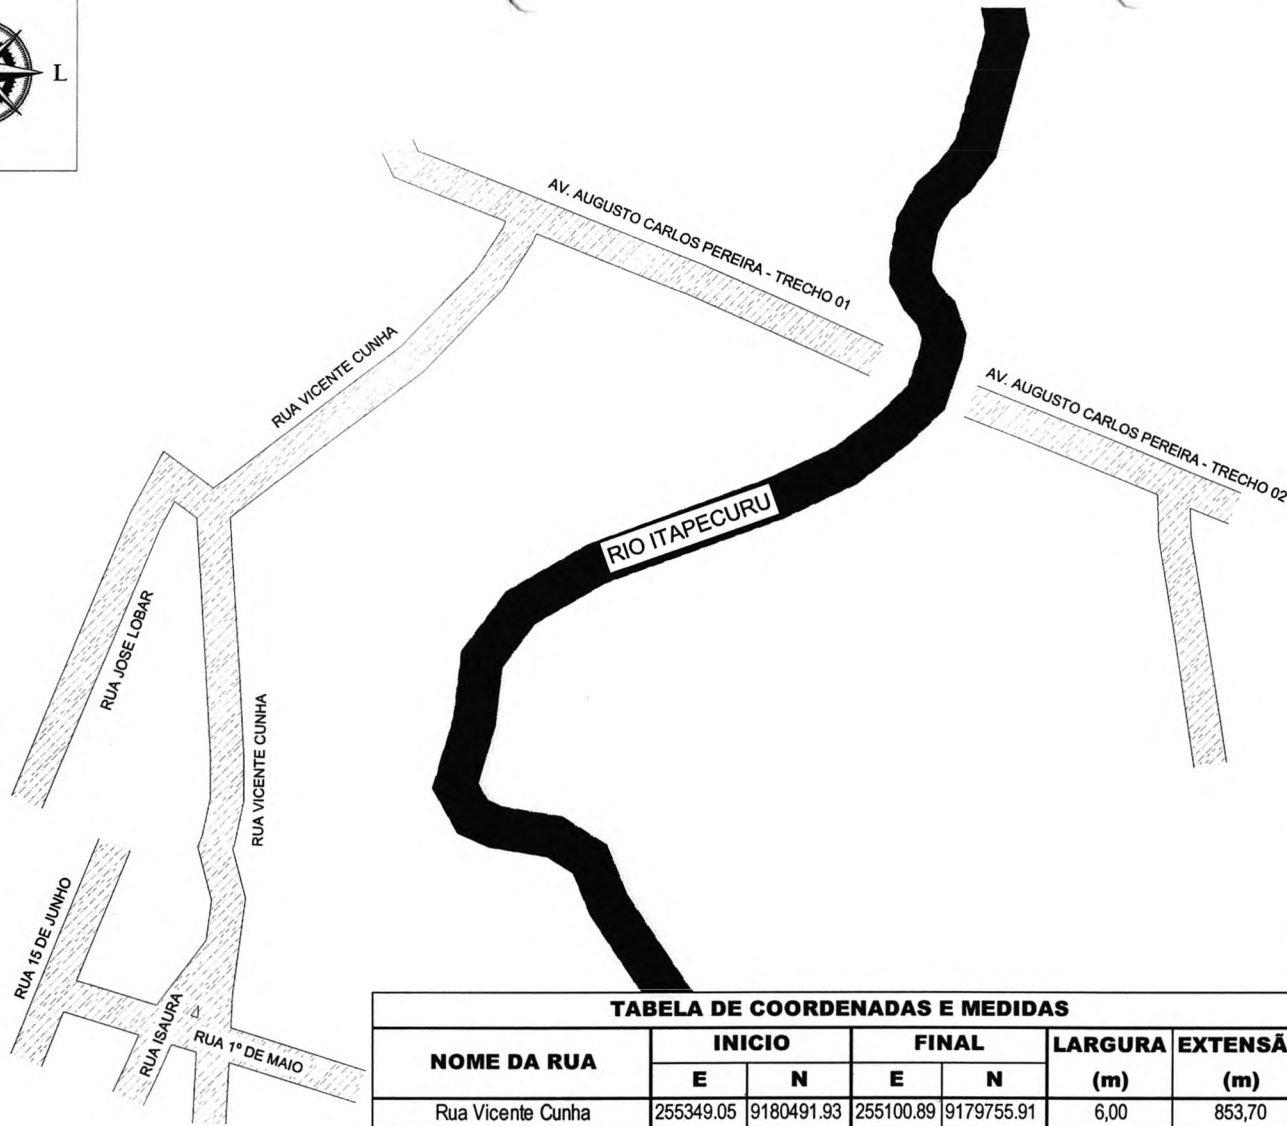 L
AV. AUGUSTO CARLOS PEREIRA - TRECHO 01
RUA VICENTE CUNHA
AV. AUGUSTO CARLOS PEREIRA - TRECHO 02
RIO ITAPECURU
RUA JOSE LOBAR
RUA VICENTE CUNHA
RUA 15 DE JUNHO
RUA ISAURA
RUA 1º DE MAIO
TABELA DE COORDENADAS E MEDIDAS
NOME DA RUA INICIO FINAL LARGURA EXTENSÃ
E N E N (m) (m)
Rua Vicente Cunha 255349.05 9180491.93 255100.89 9179755.91 6,00 853,70